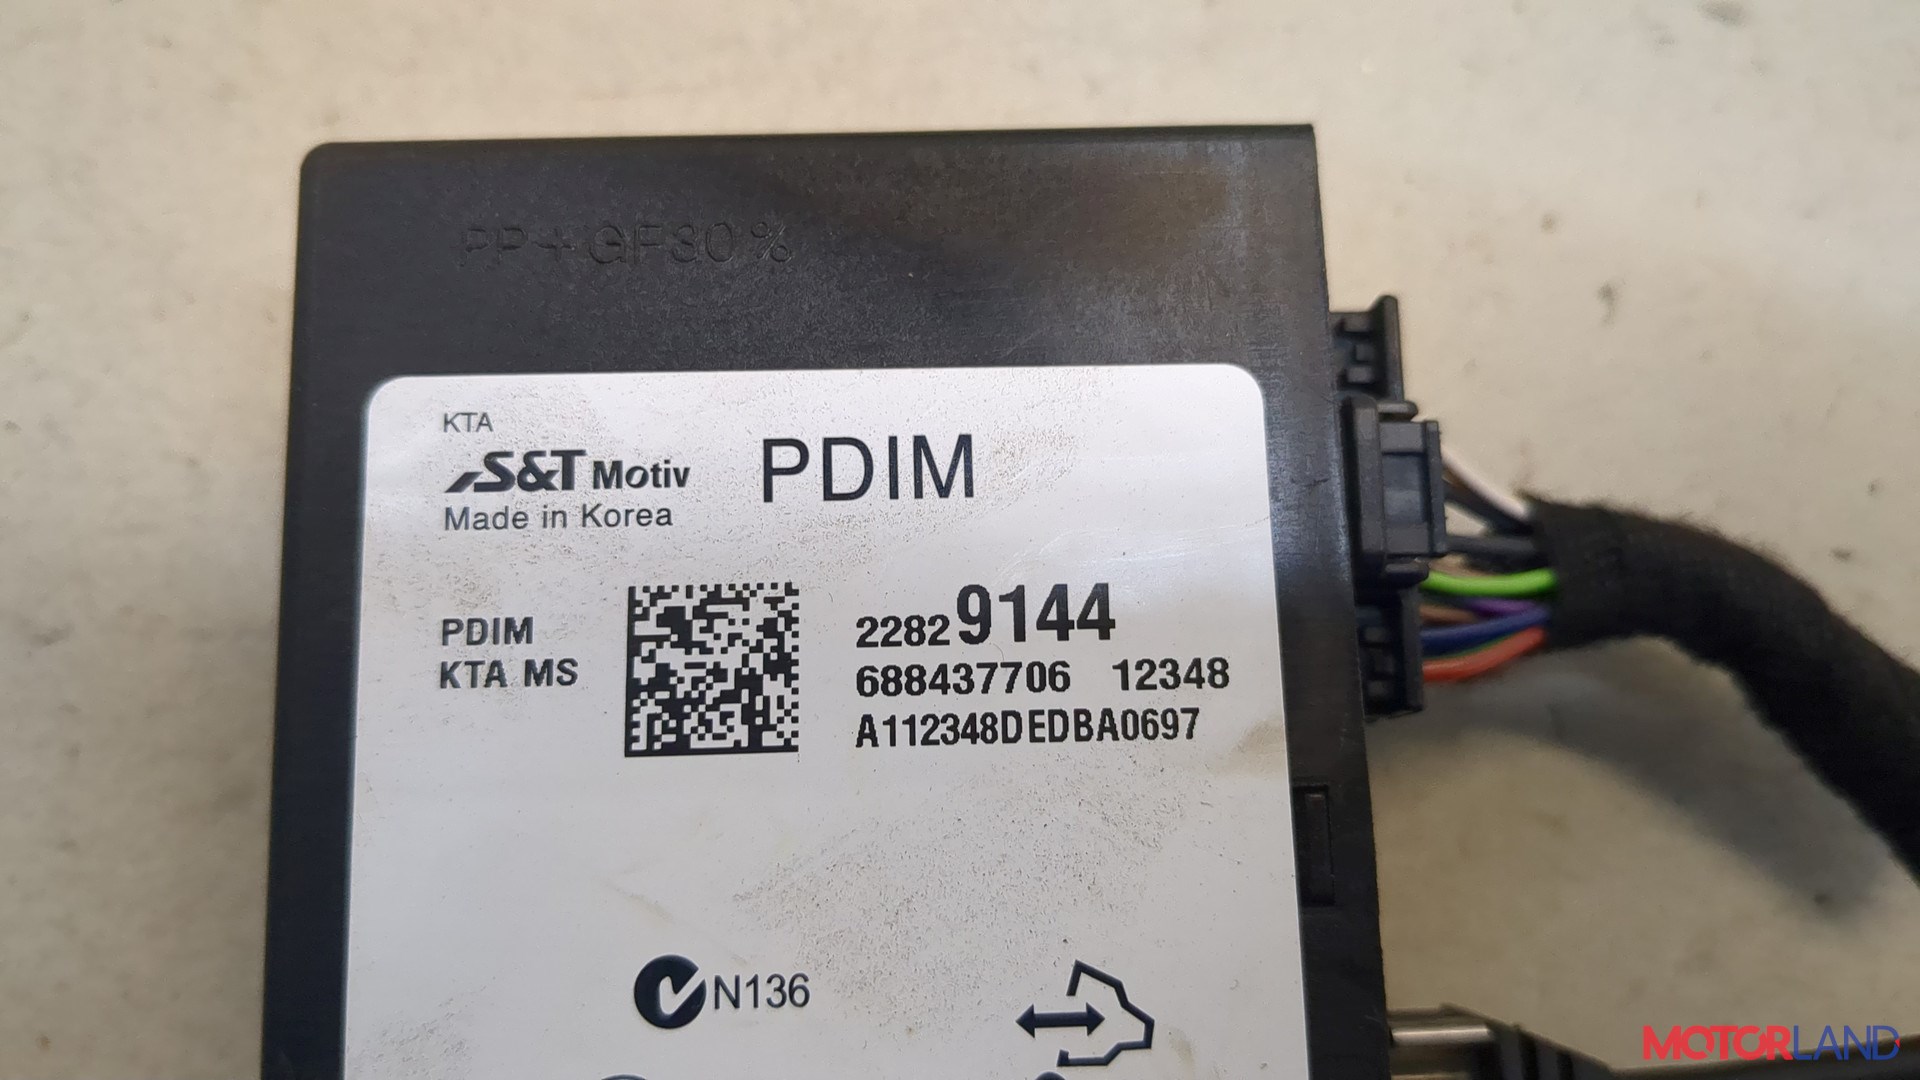 PP+GF30%
KTA
S&T Motiv
PDIM
Made in Korea
PDIM
KTA MS
22829144
688437706 12348
A112348DEDBA0697
N136
MOTORLAND